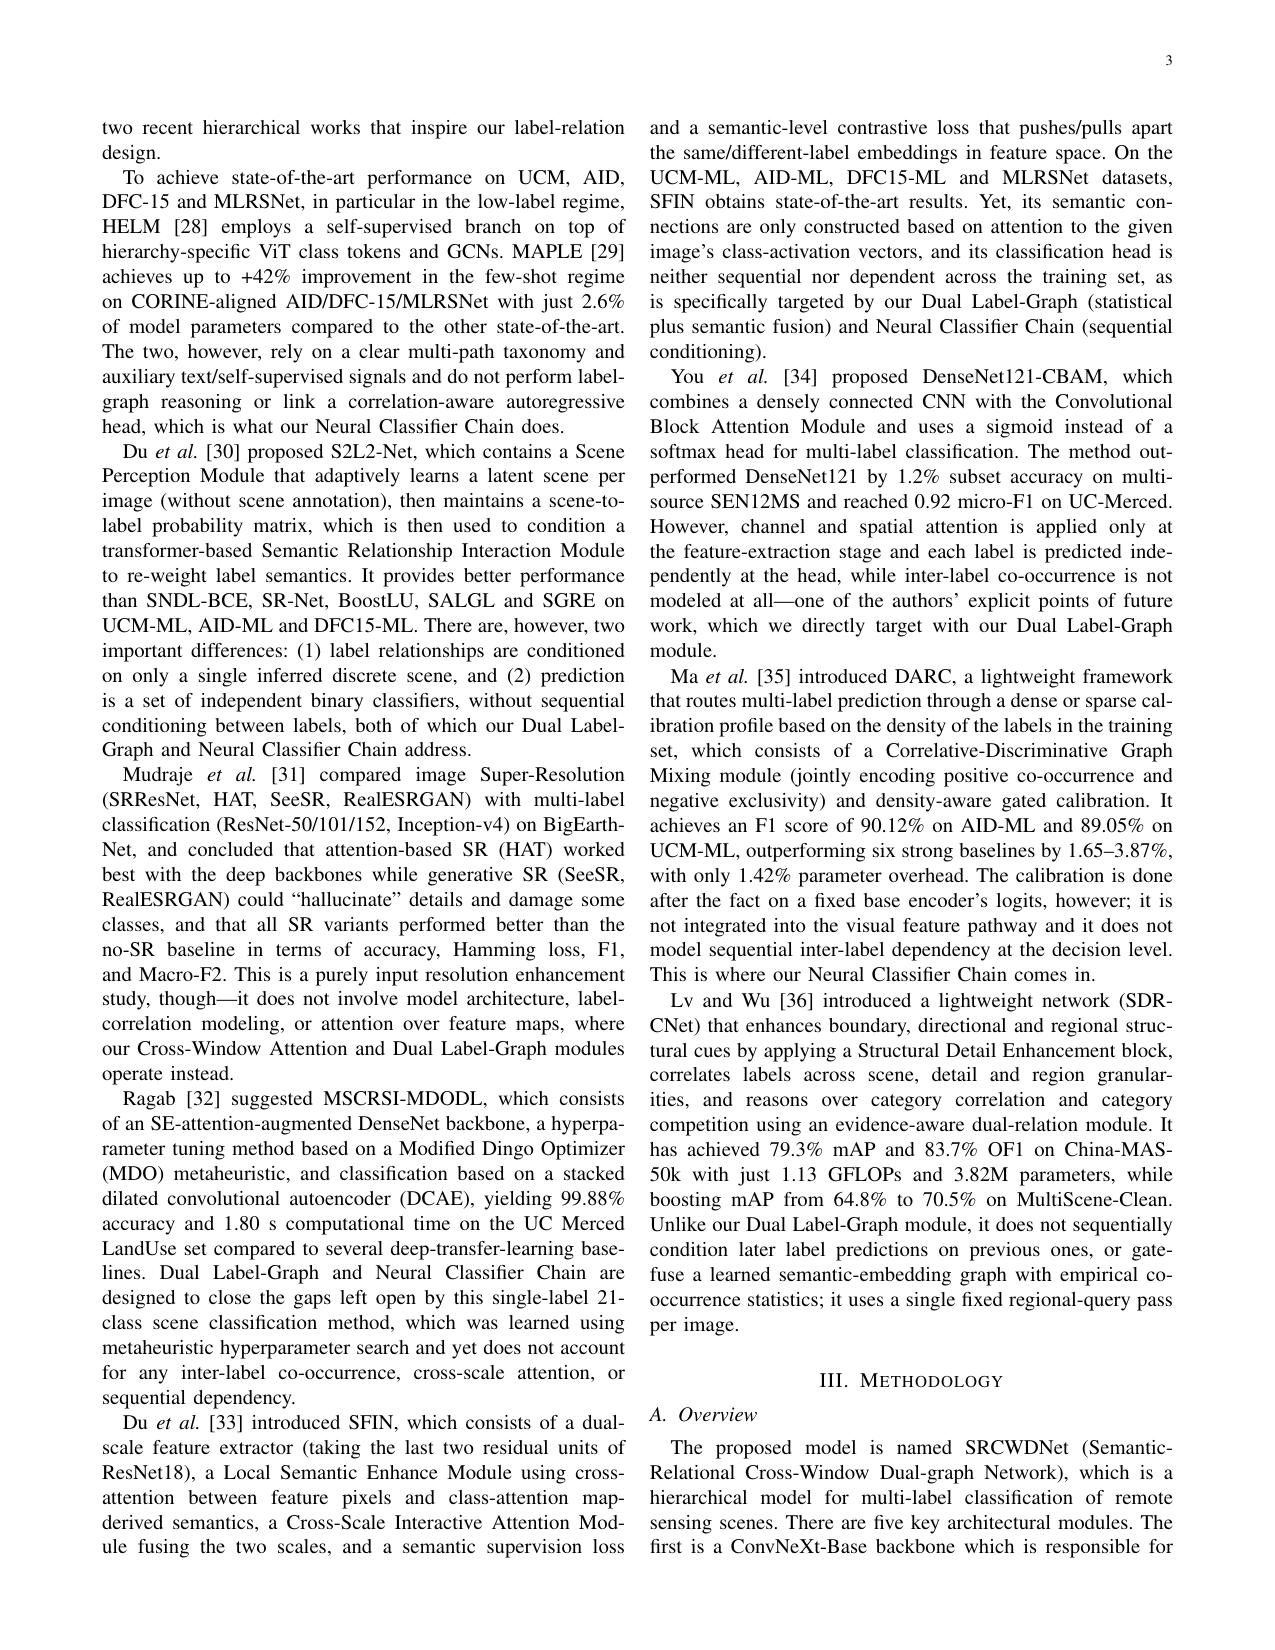 3
two recent hierarchical works that inspire our label-relation
design.
To achieve state-of-the-art performance on UCM, AID,
DFC-15 and MLRSNet, in particular in the low-label regime,
HELM [28] employs a self-supervised branch on top of
hierarchy-specific ViT class tokens and GCNs. MAPLE [29]
achieves up to +42% improvement in the few-shot regime
on CORINE-aligned AID/DFC-15/MLRSNet with just 2.6%
of model parameters compared to the other state-of-the-art.
The two, however, rely on a clear multi-path taxonomy and
auxiliary text/self-supervised signals and do not perform label-
graph reasoning or link a correlation-aware autoregressive
head, which is what our Neural Classifier Chain does.
Du et al. [30] proposed S2L2-Net, which contains a Scene
Perception Module that adaptively learns a latent scene per
image (without scene annotation), then maintains a scene-to-
label probability matrix, which is then used to condition a
transformer-based Semantic Relationship Interaction Module
to re-weight label semantics. It provides better performance
than SNDL-BCE, SR-Net, BoostLU, SALGL and SGRE on
UCM-ML, AID-ML and DFC15-ML. There are, however, two
important differences: (1) label relationships are conditioned
on only a single inferred discrete scene, and (2) prediction
is a set of independent binary classifiers, without sequential
conditioning between labels, both of which our Dual Label-
Graph and Neural Classifier Chain address.
Mudraje et al. [31] compared image Super-Resolution
(SRResNet, HAT, SeeSR, RealESRGAN) with multi-label
classification (ResNet-50/101/152, Inception-v4) on BigEarth-
Net, and concluded that attention-based SR (HAT) worked
best with the deep backbones while generative SR (SeeSR,
RealESRGAN) could “hallucinate” details and damage some
classes, and that all SR variants performed better than the
no-SR baseline in terms of accuracy, Hamming loss, F1,
and Macro-F2. This is a purely input resolution enhancement
study, though—it does not involve model architecture, label-
correlation modeling, or attention over feature maps, where
our Cross-Window Attention and Dual Label-Graph modules
operate instead.
Ragab [32] suggested MSCRSI-MDODL, which consists
of an SE-attention-augmented DenseNet backbone, a hyperpa-
rameter tuning method based on a Modified Dingo Optimizer
(MDO) metaheuristic, and classification based on a stacked
dilated convolutional autoencoder (DCAE), yielding 99.88%
accuracy and 1.80 s computational time on the UC Merced
LandUse set compared to several deep-transfer-learning base-
lines. Dual Label-Graph and Neural Classifier Chain are
designed to close the gaps left open by this single-label 21-
class scene classification method, which was learned using
metaheuristic hyperparameter search and yet does not account
for any inter-label co-occurrence, cross-scale attention, or
sequential dependency.
Du et al. [33] introduced SFIN, which consists of a dual-
scale feature extractor (taking the last two residual units of
ResNet18), a Local Semantic Enhance Module using cross-
attention between feature pixels and class-attention map-
derived semantics, a Cross-Scale Interactive Attention Mod-
ule fusing the two scales, and a semantic supervision loss
and a semantic-level contrastive loss that pushes/pulls apart
the same/different-label embeddings in feature space. On the
UCM-ML, AID-ML, DFC15-ML and MLRSNet datasets,
SFIN obtains state-of-the-art results. Yet, its semantic con-
nections are only constructed based on attention to the given
image’s class-activation vectors, and its classification head is
neither sequential nor dependent across the training set, as
is specifically targeted by our Dual Label-Graph (statistical
plus semantic fusion) and Neural Classifier Chain (sequential
conditioning).
You et al. [34] proposed DenseNet121-CBAM, which
combines a densely connected CNN with the Convolutional
Block Attention Module and uses a sigmoid instead of a
softmax head for multi-label classification. The method out-
performed DenseNet121 by 1.2% subset accuracy on multi-
source SEN12MS and reached 0.92 micro-F1 on UC-Merced.
However, channel and spatial attention is applied only at
the feature-extraction stage and each label is predicted inde-
pendently at the head, while inter-label co-occurrence is not
modeled at all—one of the authors’ explicit points of future
work, which we directly target with our Dual Label-Graph
module.
Ma et al. [35] introduced DARC, a lightweight framework
that routes multi-label prediction through a dense or sparse cal-
ibration profile based on the density of the labels in the training
set, which consists of a Correlative-Discriminative Graph
Mixing module (jointly encoding positive co-occurrence and
negative exclusivity) and density-aware gated calibration. It
achieves an F1 score of 90.12% on AID-ML and 89.05% on
UCM-ML, outperforming six strong baselines by 1.65–3.87%,
with only 1.42% parameter overhead. The calibration is done
after the fact on a fixed base encoder’s logits, however; it is
not integrated into the visual feature pathway and it does not
model sequential inter-label dependency at the decision level.
This is where our Neural Classifier Chain comes in.
Lv and Wu [36] introduced a lightweight network (SDR-
CNet) that enhances boundary, directional and regional struc-
tural cues by applying a Structural Detail Enhancement block,
correlates labels across scene, detail and region granular-
ities, and reasons over category correlation and category
competition using an evidence-aware dual-relation module. It
has achieved 79.3% mAP and 83.7% OF1 on China-MAS-
50k with just 1.13 GFLOPs and 3.82M parameters, while
boosting mAP from 64.8% to 70.5% on MultiScene-Clean.
Unlike our Dual Label-Graph module, it does not sequentially
condition later label predictions on previous ones, or gate-
fuse a learned semantic-embedding graph with empirical co-
occurrence statistics; it uses a single fixed regional-query pass
per image.
III. METHODOLOGY
A. Overview
The proposed model is named SRCWDNet (Semantic-
Relational Cross-Window Dual-graph Network), which is a
hierarchical model for multi-label classification of remote
sensing scenes. There are five key architectural modules. The
first is a ConvNeXt-Base backbone which is responsible for